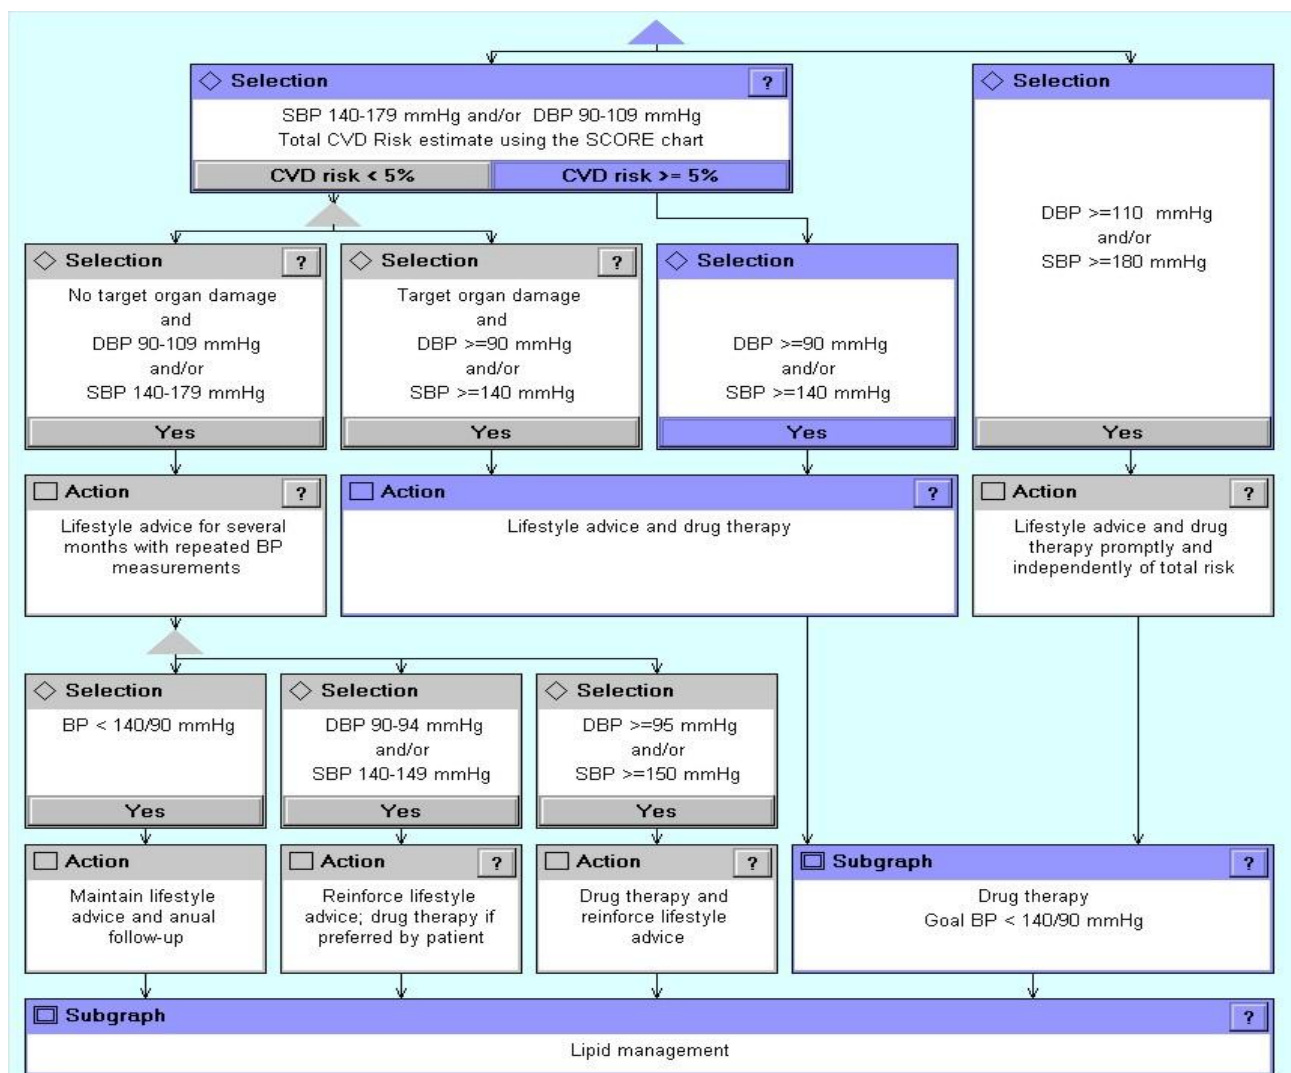 Selection
?
SBP 140-179 mmHg and/or DBP 90-109 mmHg
Total CVD Risk estimate using the SCORE chart
CVD risk < 5%
CVD risk >= 5%
Selection
DBP >=110 mmHg
and/or
SBP >=180 mmHg
Yes
Selection
?
No target organ damage
and
DBP 90-109 mmHg
and/or
SBP 140-179 mmHg
Yes
Selection
?
Target organ damage
and
DBP >=90 mmHg
and/or
SBP >=140 mmHg
Yes
Selection
DBP >=90 mmHg
and/or
SBP >=140 mmHg
Yes
Action
?
Lifestyle advice for several
months with repeated BP
measurements
Action
?
Lifestyle advice and drug therapy
Action
?
Lifestyle advice and drug
therapy promptly and
independently of total risk
Selection
BP < 140/90 mmHg
Yes
Selection
DBP 90-94 mmHg
and/or
SBP 140-149 mmHg
Yes
Selection
DBP >=95 mmHg
and/or
SBP >=150 mmHg
Yes
Action
Maintain lifestyle
advice and anual
follow-up
Action
?
Reinforce lifestyle
advice; drug therapy if
preferred by patient
Action
?
Drug therapy and
reinforce lifestyle
advice
Subgraph
?
Drug therapy
Goal BP < 140/90 mmHg
Subgraph
?
Lipid management